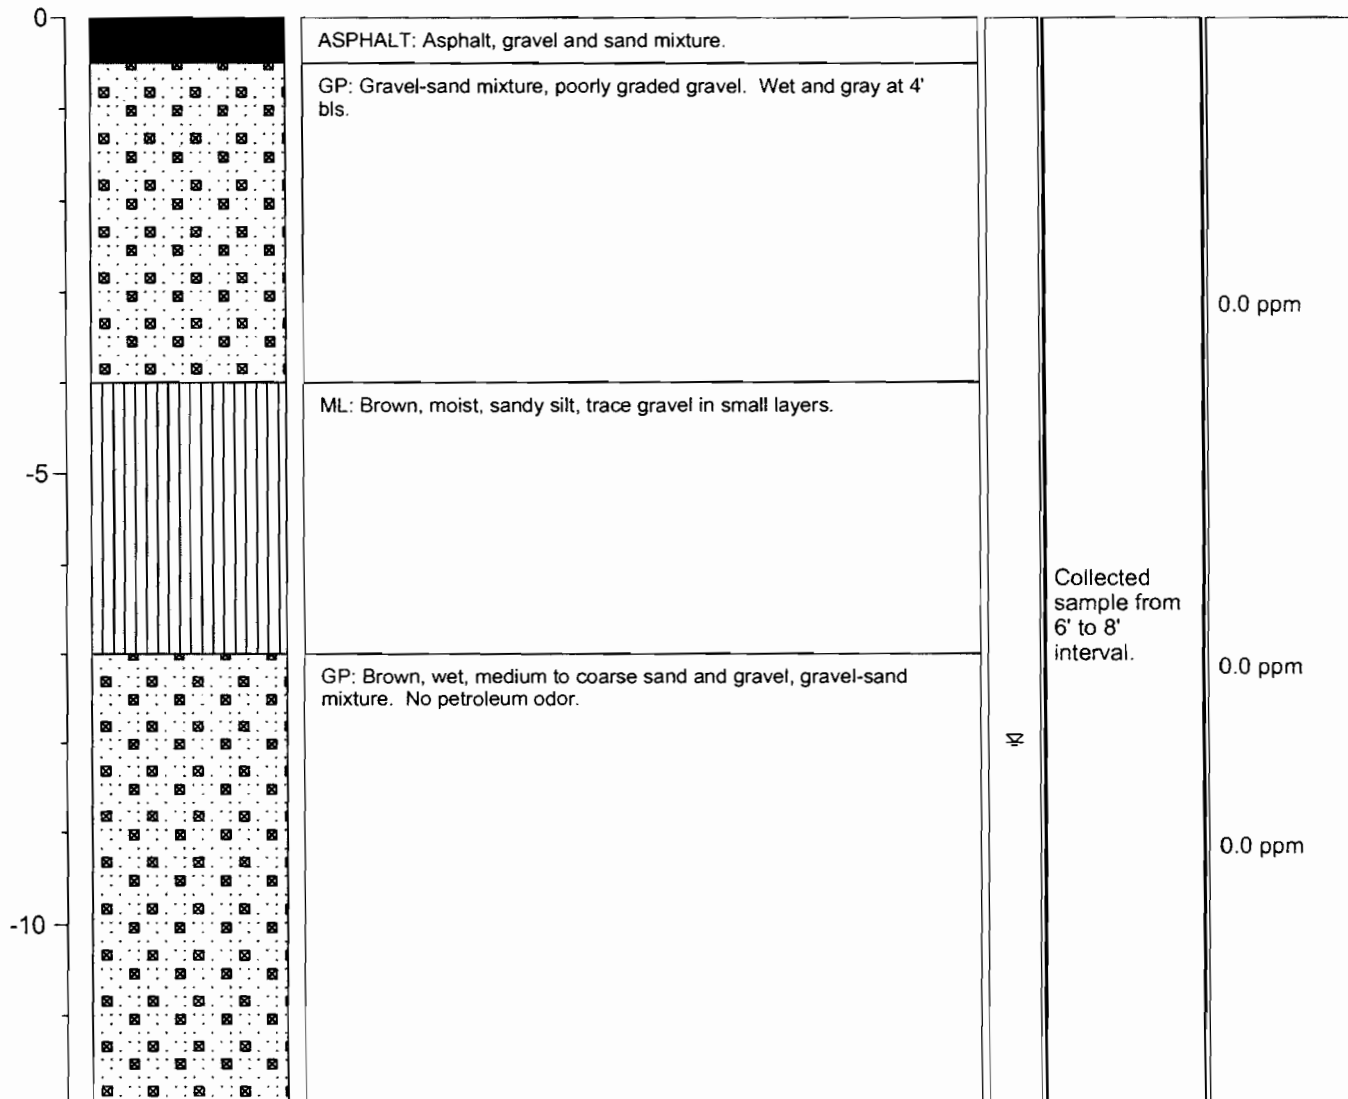 0
ASPHALT: Asphalt, gravel and sand mixture.
GP: Gravel-sand mixture, poorly graded gravel. Wet and gray at 4'
bls.
0.0 ppm
ML: Brown, moist, sandy silt, trace gravel in small layers.
-5
Collected
sample from
6' to 8'
interval.
0.0 ppm
GP: Brown, wet, medium to coarse sand and gravel, gravel-sand
mixture. No petroleum odor.
0.0 ppm
-10